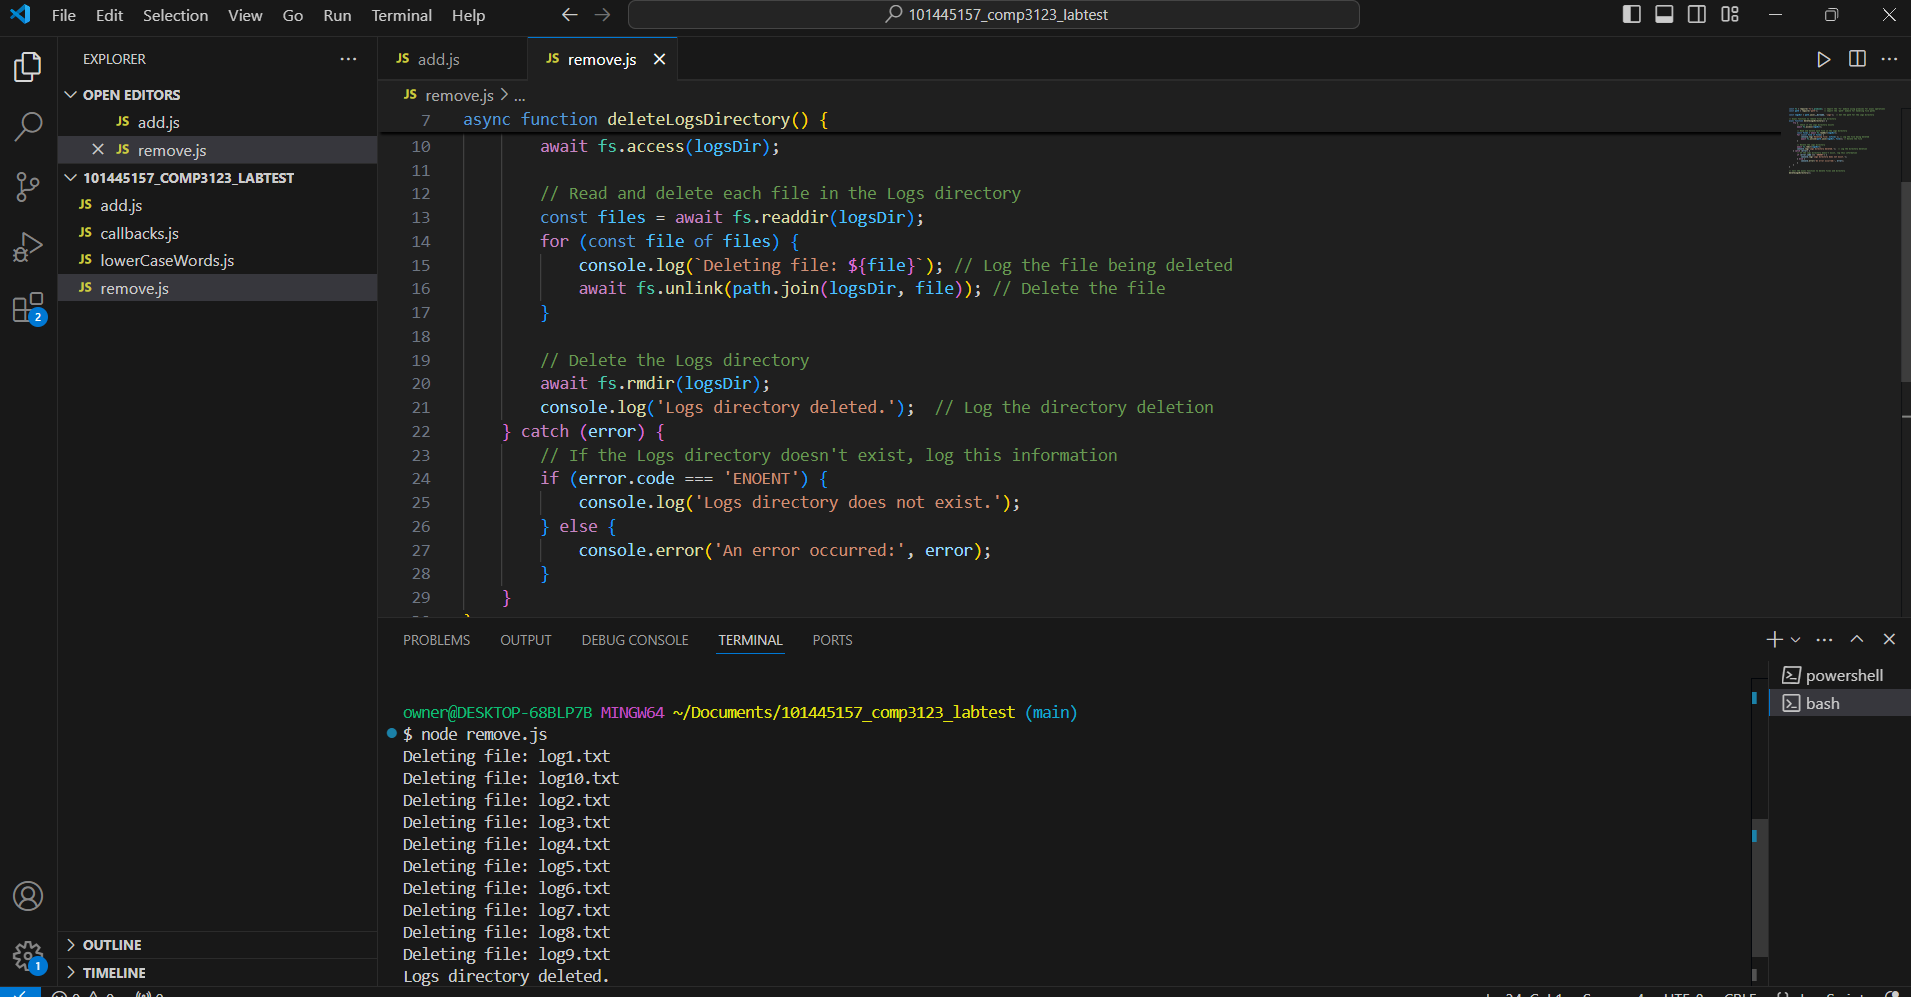 File Edit Selection View Go Run Terminal Help
101445157_comp3123_labtest
EXPLORER
OPEN EDITORS
JS add.js
JS remove.js
101445157_COMP3123_LABTEST
JS add.js
JS callbacks.js
JS lowerCaseWords.js
JS remove.js
2
OUTLINE
TIMELINE
1
JS add.js
JS remove.js
JS remove.js > ...
7 async function deleteLogsDirectory() {
10 await fs.access(logsDir);
11
12 // Read and delete each file in the Logs directory
13 const files = await fs.readdir(logsDir);
14 for (const file of files) {
15 console.log(`Deleting file: ${file}`); // Log the file being deleted
16 await fs.unlink(path.join(logsDir, file)); // Delete the file
17 }
18
19 // Delete the Logs directory
20 await fs.rmdir(logsDir);
21 console.log('Logs directory deleted.');  // Log the directory deletion
22 } catch (error) {
23 // If the Logs directory doesn't exist, log this information
24 if (error.code === 'ENOENT') {
25 console.log('Logs directory does not exist.');
26 } else {
27 console.error('An error occurred:', error);
28 }
29 }
PROBLEMS OUTPUT DEBUG CONSOLE TERMINAL PORTS
powershell
bash
owner@DESKTOP-68BLP7B MINGW64 ~/Documents/101445157_comp3123_labtest (main)
$ node remove.js
Deleting file: log1.txt
Deleting file: log10.txt
Deleting file: log2.txt
Deleting file: log3.txt
Deleting file: log4.txt
Deleting file: log5.txt
Deleting file: log6.txt
Deleting file: log7.txt
Deleting file: log8.txt
Deleting file: log9.txt
Logs directory deleted.